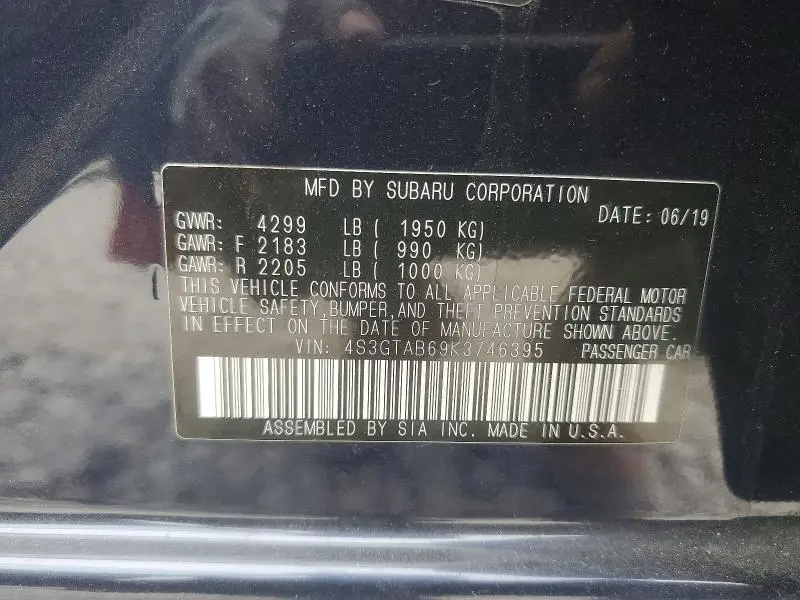 MFD BY SUBARU CORPORATION
DATE: 06/19
GVWR: 4299 LB ( 1950 KG)
GAWR: F 2183 LB ( 990 KG)
GAWR: R 2205 LB ( 1000 KG)
THIS VEHICLE CONFORMS TO ALL APPLICABLE FEDERAL MOTOR
VEHICLE SAFETY,BUMPER,AND THEFT PREVENTION STANDARDS
IN EFFECT ON THE DATE OF MANUFACTURE SHOWN ABOVE.
VIN: 4S3GTAB69K3746395 PASSENGER CAR
ASSEMBLED BY SIA INC. MADE IN U.S.A.